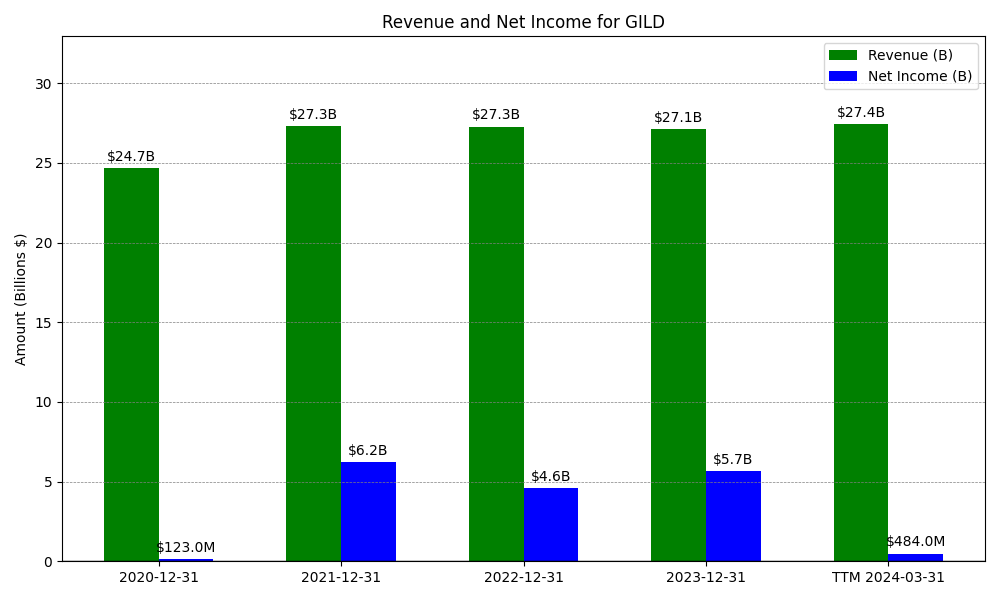 Revenue and Net Income for GILD
Revenue (B)
Net Income (B)
Amount (Billions $)
30
25
20
15
10
5
0
$24.7B
$123.0M
$27.3B
$6.2B
$27.3B
$4.6B
$27.1B
$5.7B
$27.4B
$484.0M
2020-12-31
2021-12-31
2022-12-31
2023-12-31
TTM 2024-03-31